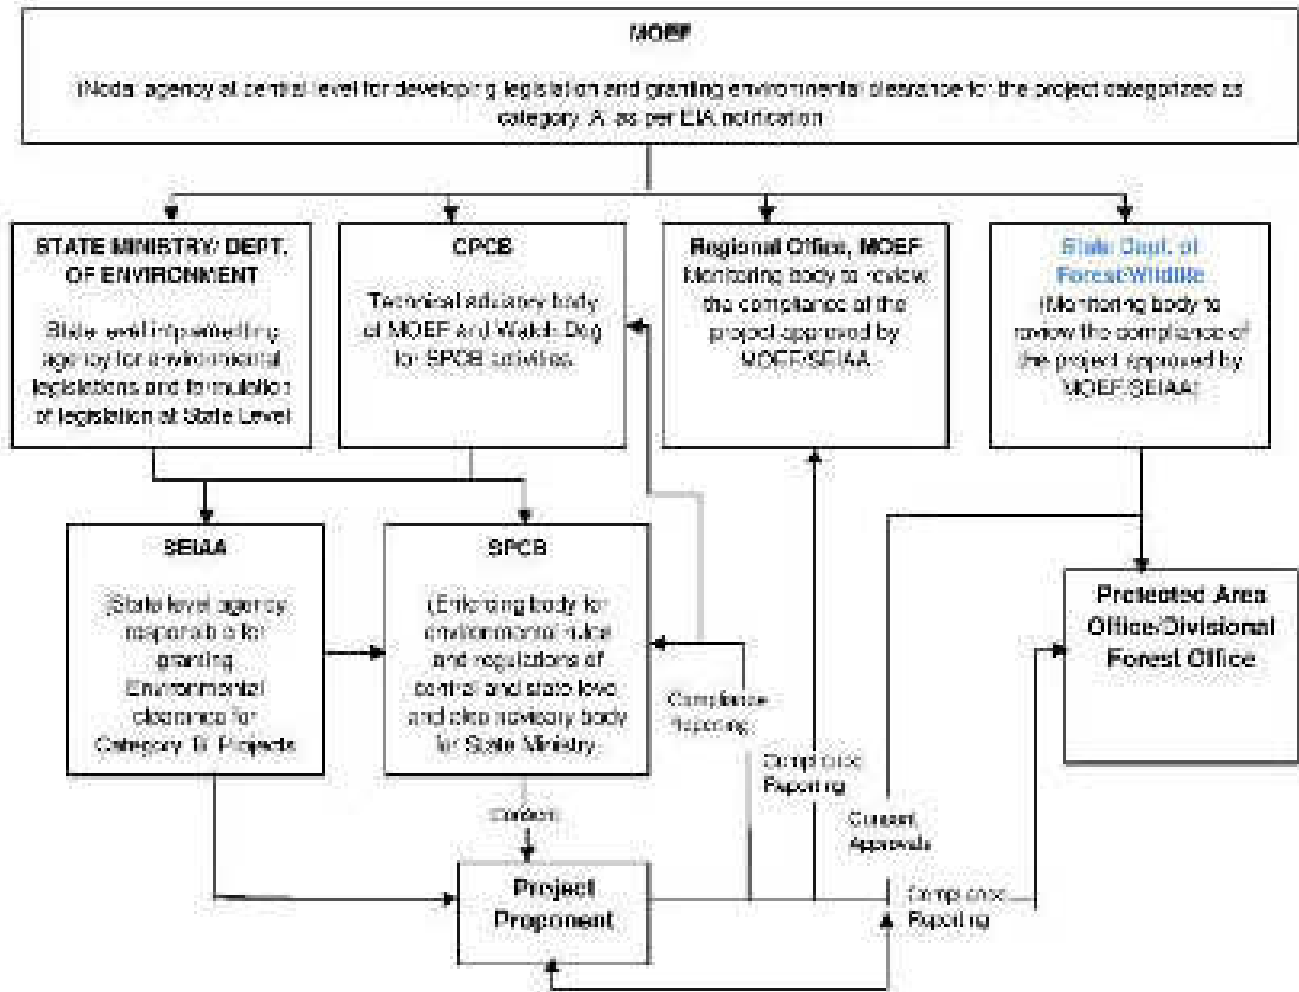 MOEF
(Nodal agency at central level for developing legislation and granting environmental clearance for the project categorized as
category 'A' as per EIA notification
STATE MINISTRY/ DEPT.
OF ENVIRONMENT
State level implementing
agency for environmental
legislations and formulation
of legislation at State Level
CPCB
Technical advisory body
of MOEF and Watch Dog
for SPCB activities
Regional Office, MOEF
Monitoring body to review
the compliance of the
project approved by
MOEF/SEIAA
State Dept. of
Forest/Wildlife
(Monitoring body to
review the compliance of
the project approved by
MOEF/SEIAA)
SEIAA
(State level agency
responsible for
granting
Environmental
clearance for
Category 'B' Projects
SPCB
(Enforcing body for
environmental rules
and regulations of
central and state level
and also advisory body
for State Ministry)
Protected Area
Office/Divisional
Forest Office
Compliance
Reporting
Compliance
Reporting
Consent
Consent
Approvals
Project
Proponent
Compliance
Reporting